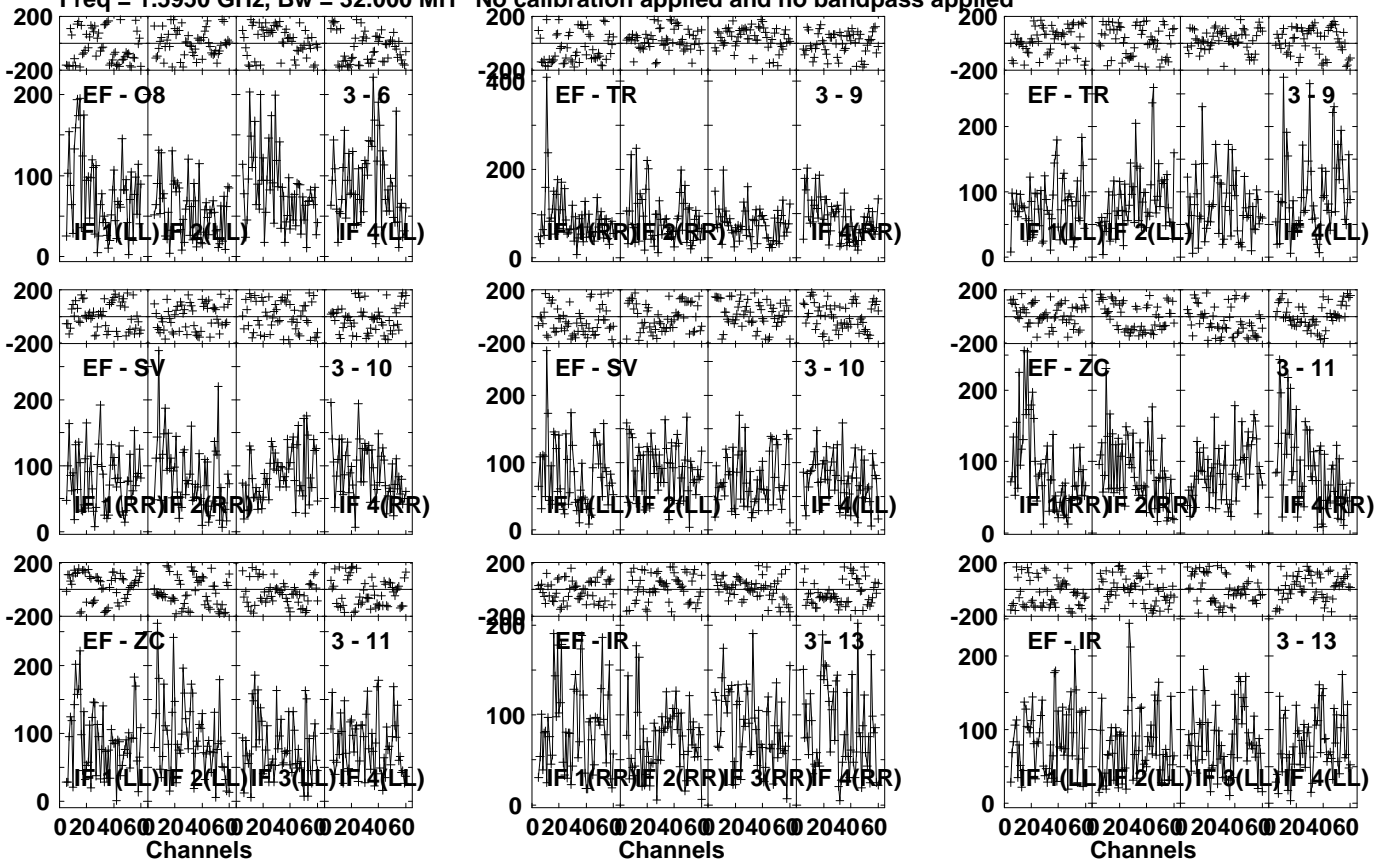 Freq = 1.5950 GHz, Bw = 32.000 MH No calibration applied and no bandpass applied
200
-200
200
100
0
EF - O8
3 - 6
IF 1(LL)
IF 2(LL)
IF 4(LL)
200
-200
400
200
0
EF - TR
3 - 9
IF 1(RR)
IF 2(RR)
IF 4(RR)
200
-200
200
100
0
EF - TR
3 - 9
IF 1(LL)
IF 2(LL)
IF 4(LL)
200
-200
200
100
0
EF - SV
3 - 10
IF 1(RR)
IF 2(RR)
IF 4(RR)
200
-200
200
100
0
EF - SV
3 - 10
IF 1(LL)
IF 2(LL)
IF 4(LL)
200
-200
200
100
0
EF - ZC
3 - 11
IF 1(RR)
IF 2(RR)
IF 4(RR)
200
-200
200
100
0
EF - ZC
3 - 11
IF 1(LL)
IF 2(LL)
IF 3(LL)
IF 4(LL)
0 20 40 60 0 20 40 60 0 20 40 60 0 20 40 60
Channels
200
-200
200
150
100
50
0
EF - IR
3 - 13
IF 1(RR)
IF 2(RR)
IF 3(RR)
IF 4(RR)
0 20 40 60 0 20 40 60 0 20 40 60 0 20 40 60
Channels
200
-200
200
100
0
EF - IR
3 - 13
IF 1(LL)
IF 2(LL)
IF 3(LL)
IF 4(LL)
0 20 40 60 0 20 40 60 0 20 40 60 0 20 40 60
Channels